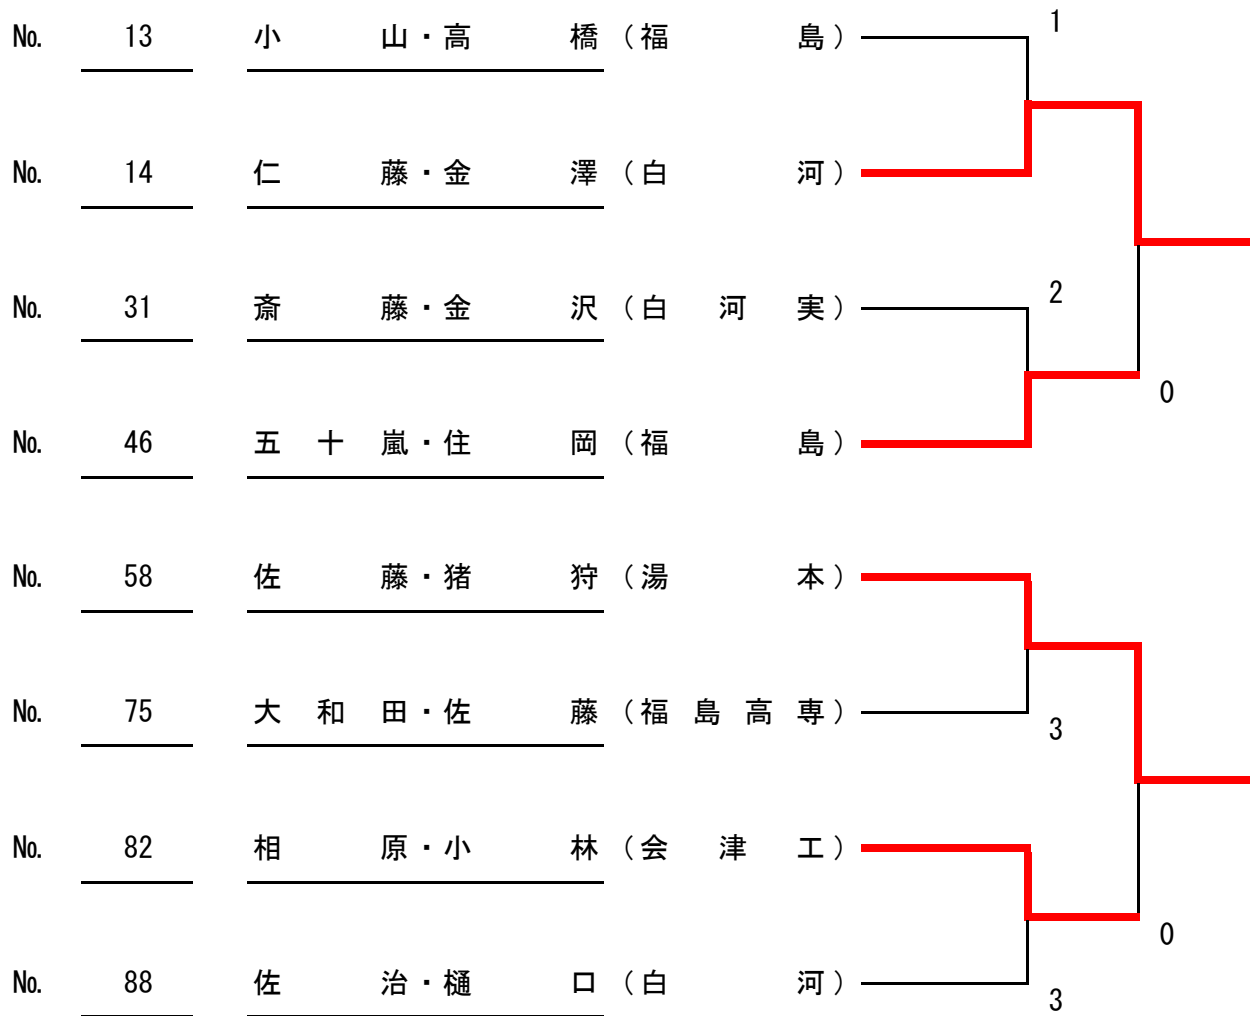 № 13 小山・高橋（福島） 1
№ 14 仁藤・金澤（白河）
№ 31 斎藤・金沢（白河実） 2
0
№ 46 五十嵐・住岡（福島）
№ 58 佐藤・猪狩（湯本）
№ 75 大和田・佐藤（福島高専） 3
№ 82 相原・小林（会津工）
0
№ 88 佐治・樋口（白河） 3